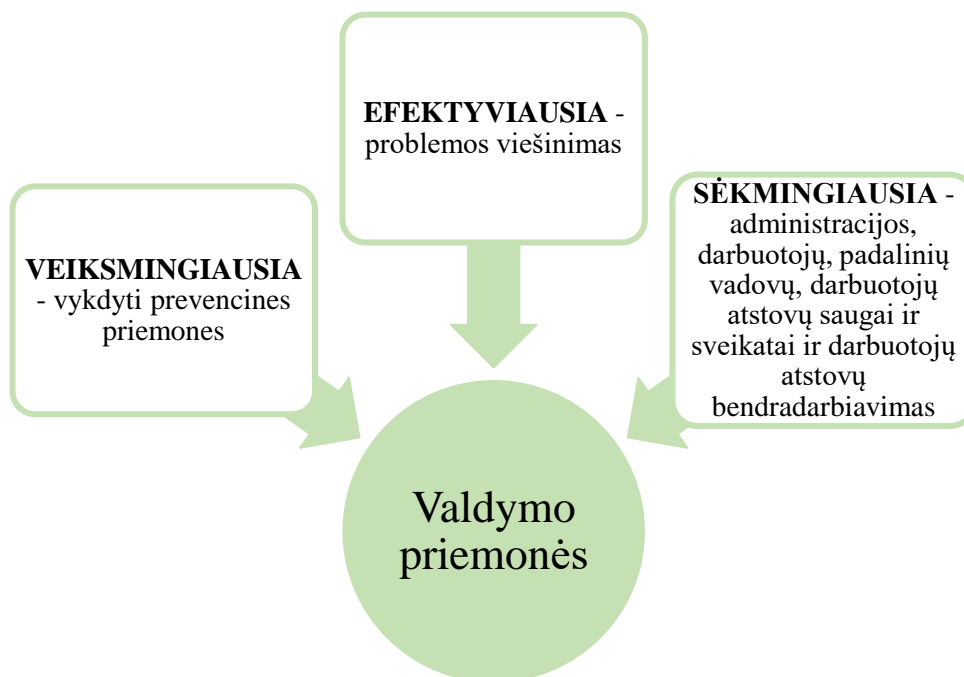 VEIKSMINGIAUSIA
- vykdyti prevencines
priemones
EFEKTYVIAUSIA -
problemos viešinimas
SĖKMINGIAUSIA -
administracijos,
darbuotojų, padalinių
vadovų, darbuotojų
atstovų saugai ir
sveikatai ir darbuotojų
atstovų
bendradarbiavimas
Valdymo
priemonės